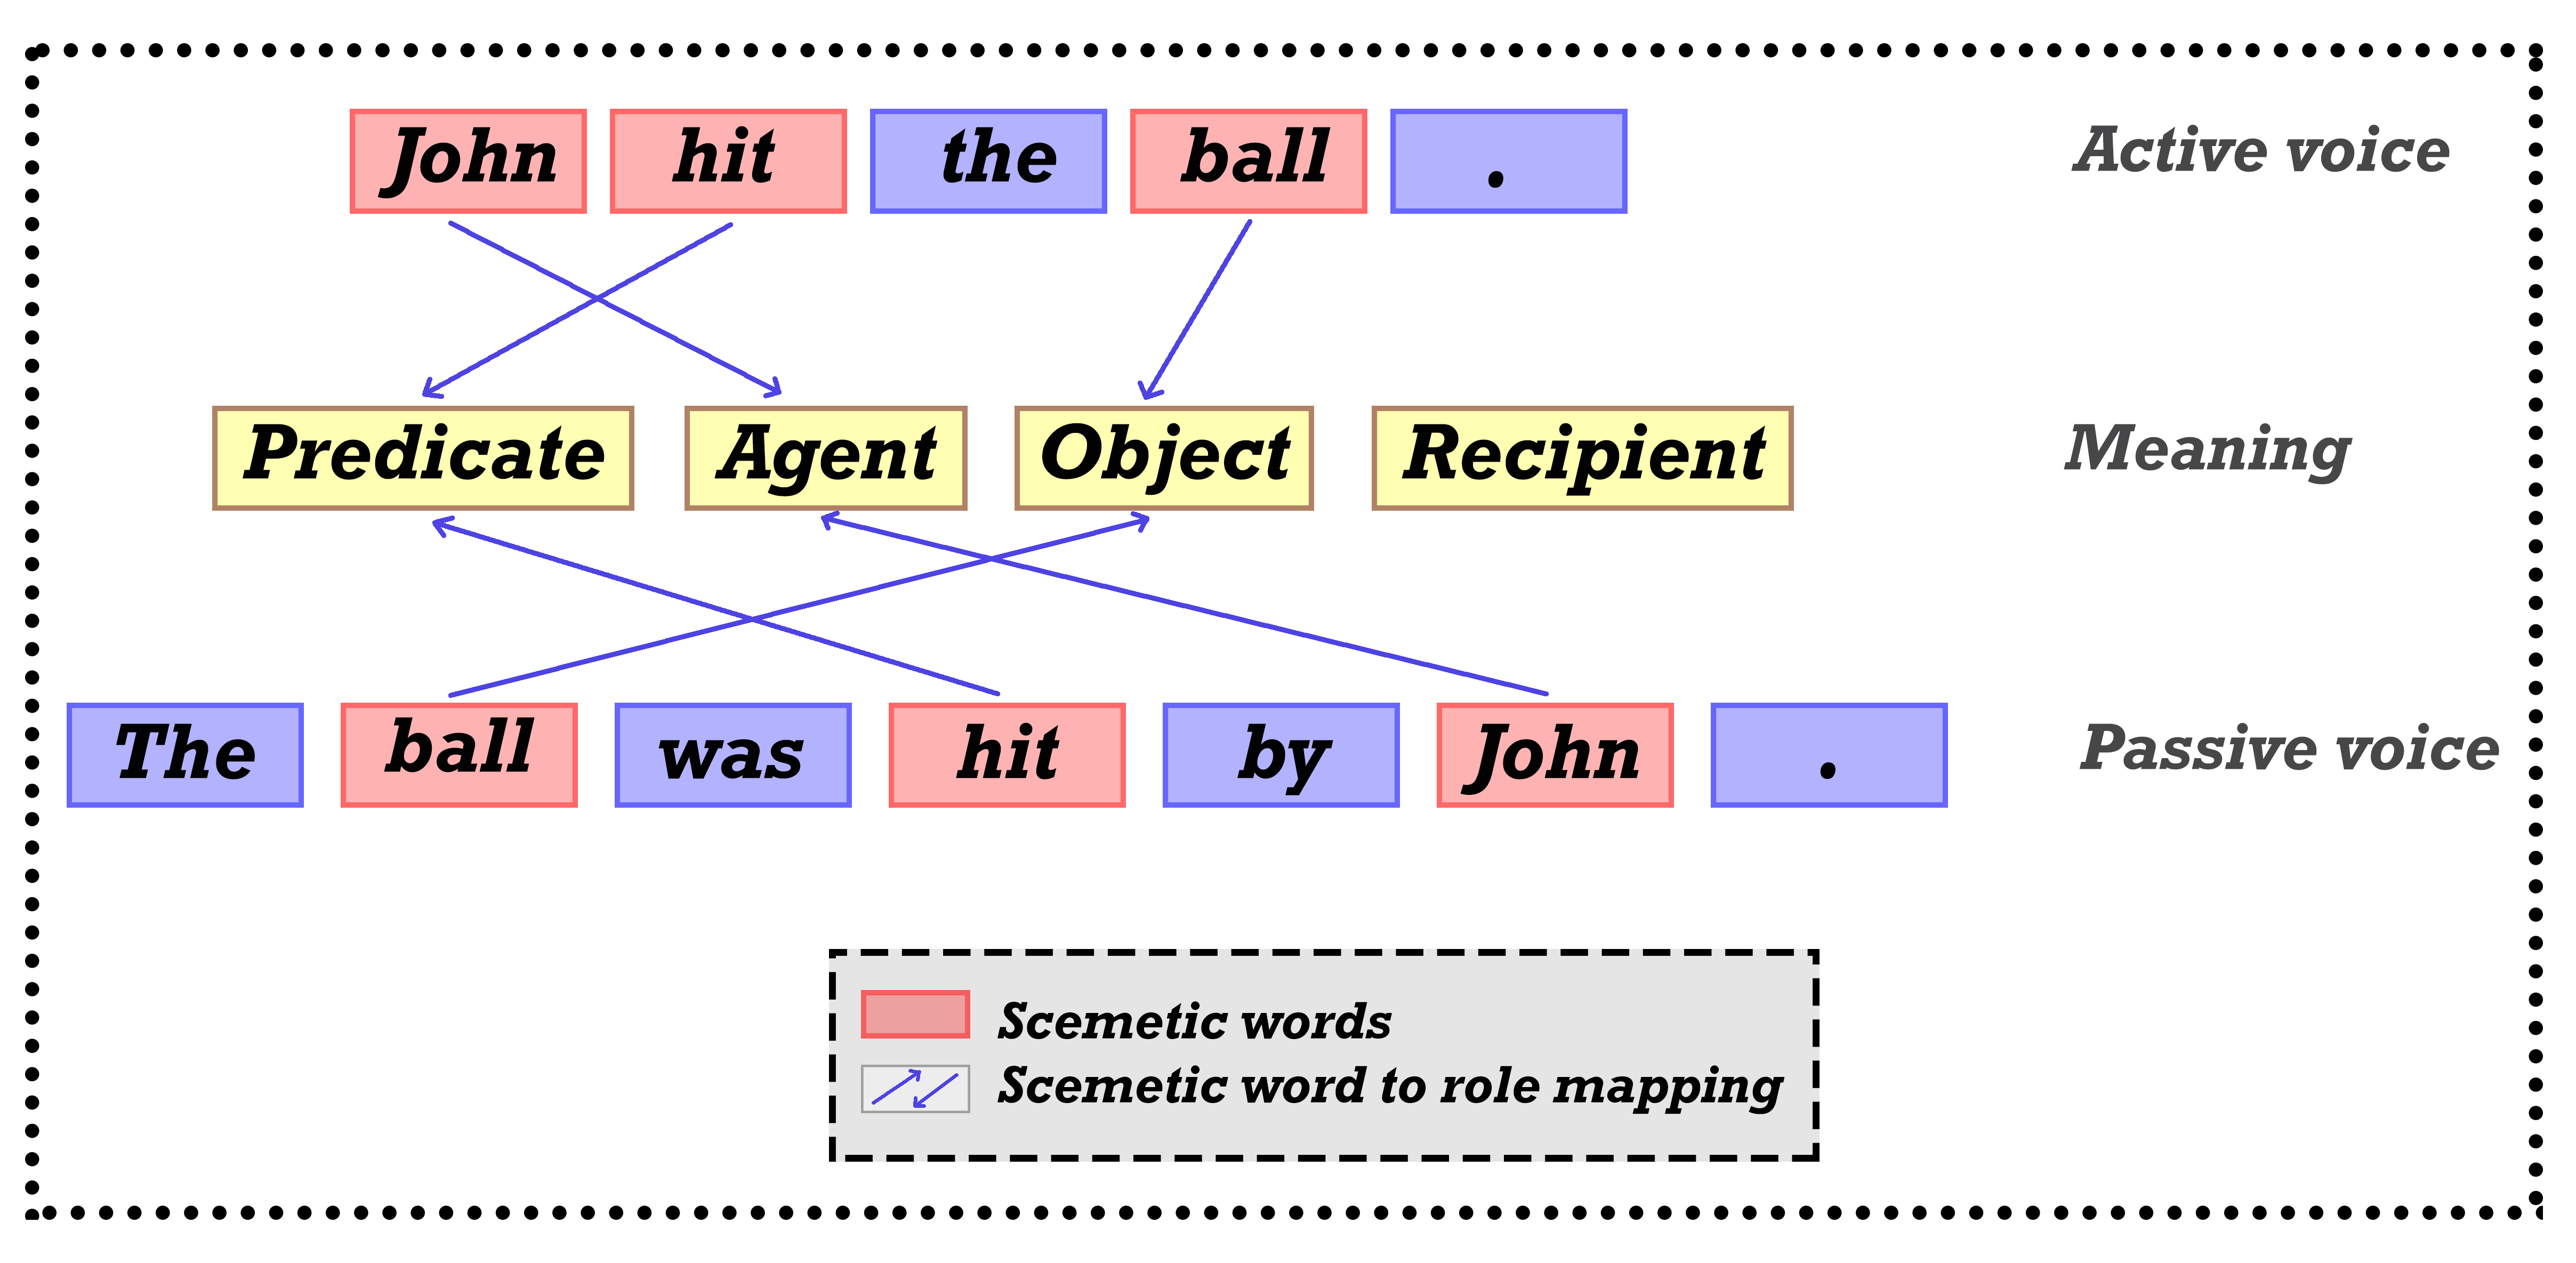 John hit the ball . Active voice
Predicate Agent Object Recipient Meaning
The ball was hit by John . Passive voice
Scemetic words
Scemetic word to role mapping